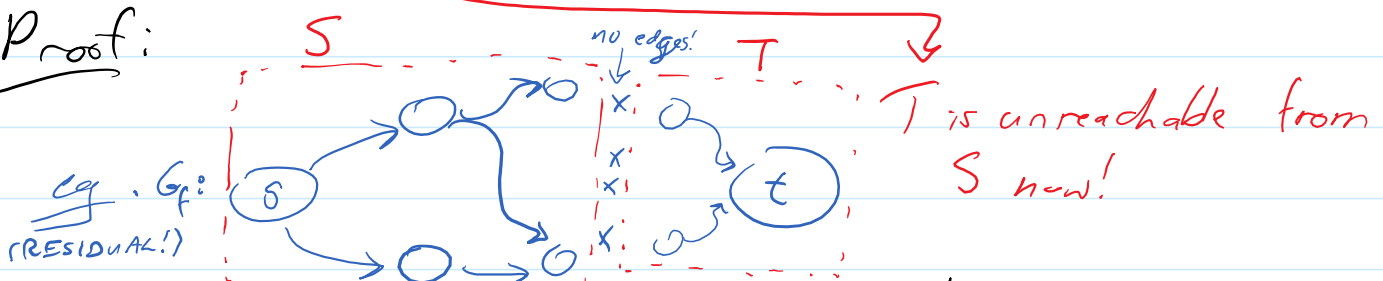 Proof:
S
no edges!
T
T is unreachable from
S now!
eg. Gf:
(RESIDUAL!)
s
t
x
x
x
x